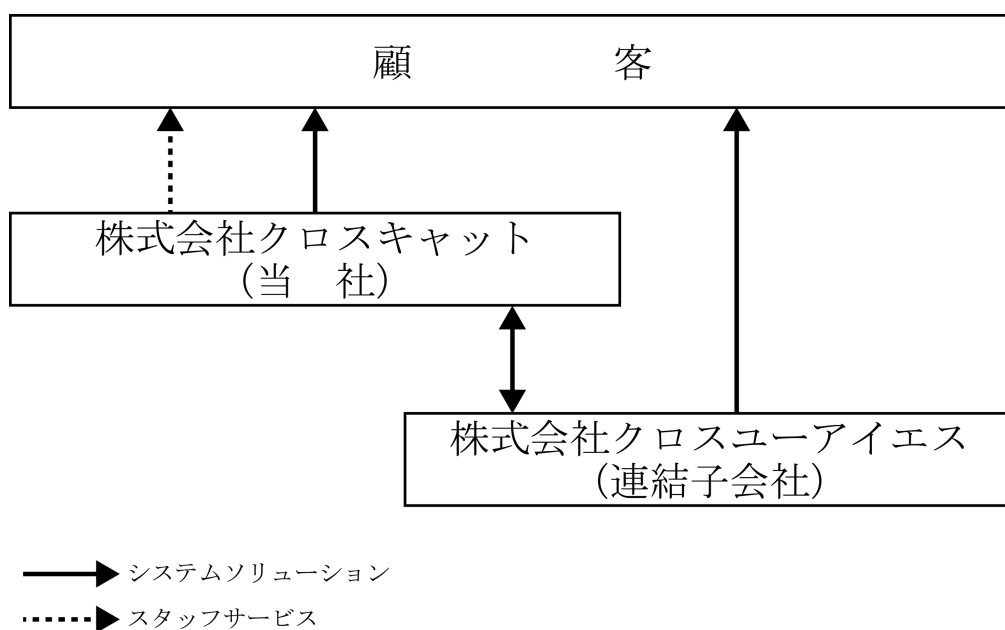 顧　客
株式会社クロスキャット
(当　社)
株式会社クロスユーアイエス
(連結子会社)
システムソリューション
スタッフサービス